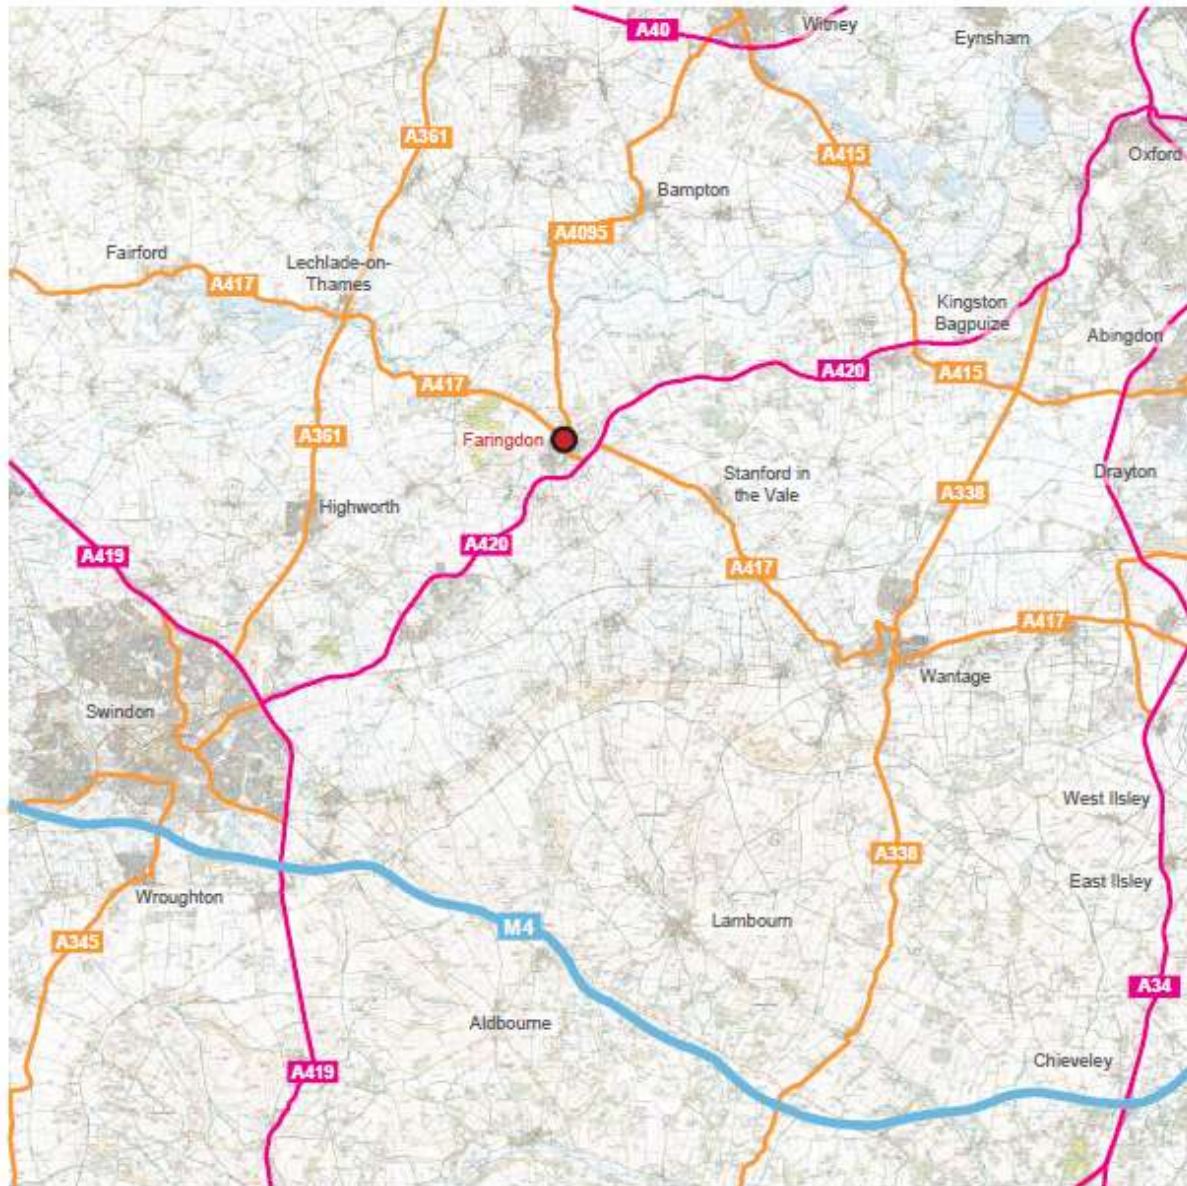 Witney
A40
Eynsham
A361
A415
Oxford
Bampton
A4095
Fairford
Lechlade-on-
Thames
A417
Kingston
Bagpuize
Abingdon
A420
A415
A417
Faringdon
A361
Stanford in
the Vale
Drayton
A338
Highworth
A420
A419
A417
A417
Wantage
Swindon
West Ilsley
A338
East Ilsley
Wroughton
Lambourn
M4
A345
A34
Aldbourne
Chieveley
A419